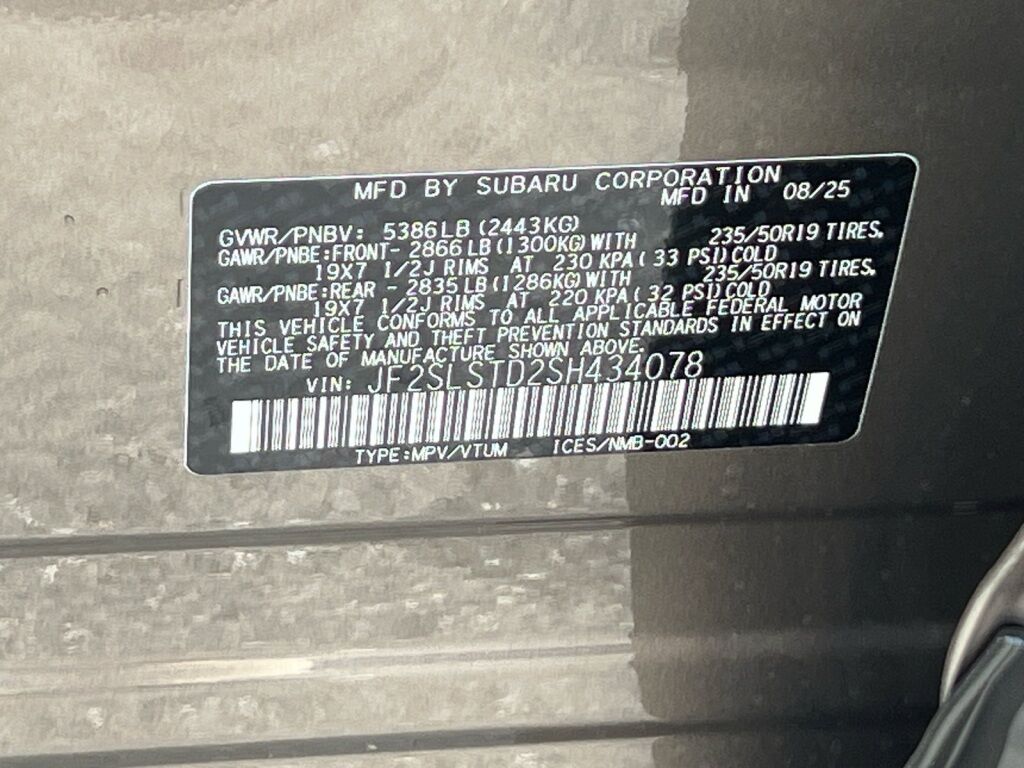 MFD BY SUBARU CORPORATION
MFD IN 08/25
GVWR/PNBV: 5386LB (2443KG)
GAWR/PNBE:FRONT- 2866 LB (1300KG) WITH 235/50R19 TIRES,
19X7 1/2J RIMS AT 230 KPA ( 33 PSI) COLD
GAWR/PNBE:REAR - 2835 LB (1286KG) WITH 235/50R19 TIRES,
19X7 1/2J RIMS AT 220 KPA ( 32 PSI) COLD
THIS VEHICLE CONFORMS TO ALL APPLICABLE FEDERAL MOTOR
VEHICLE SAFETY AND THEFT PREVENTION STANDARDS IN EFFECT ON
THE DATE OF MANUFACTURE SHOWN ABOVE.
VIN: JF2SLSTD2SH434078
TYPE:MPV/VTUM ICES/NMB-002